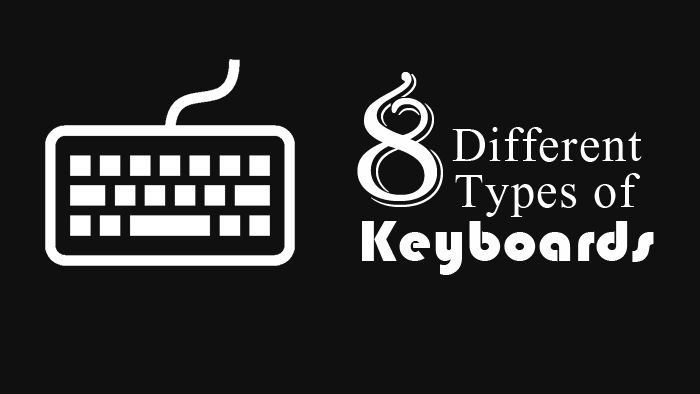 8 Different
Types of
Keyboards